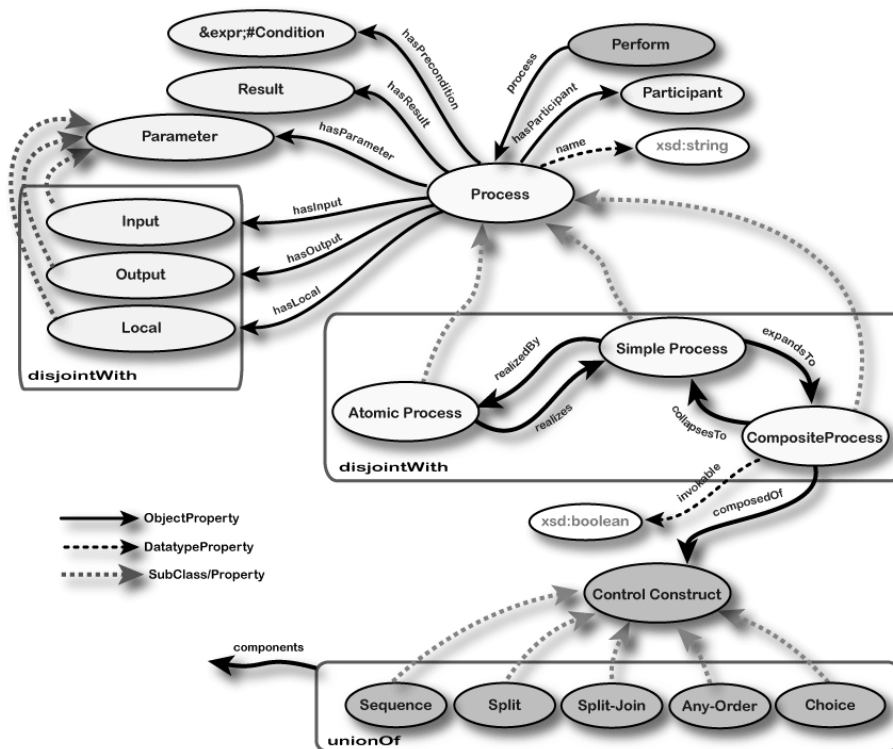 &expr;#Condition
Perform
hasPrecondition
process
Result
hasResult
hasParticipant
Participant
Parameter
hasParameter
name
xsd:string
Process
Input
hasInput
Output
hasOutput
Local
hasLocal
disjointWith
realizedBy
Simple Process
expandsTo
Atomic Process
realizes
collapsesTo
CompositeProcess
disjointWith
invokable
composedOf
ObjectProperty
xsd:boolean
DatatypeProperty
SubClass/Property
Control Construct
components
Sequence
Split
Split-Join
Any-Order
Choice
unionOf